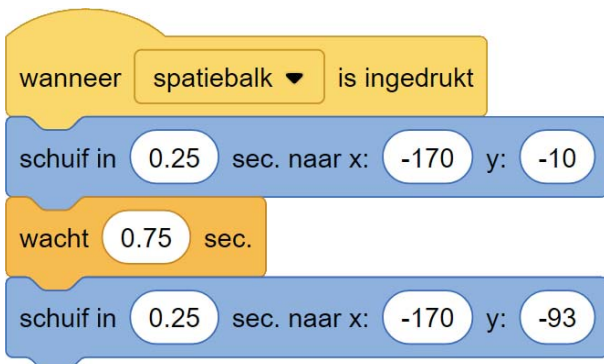 wanneer spatiebalk is ingedrukt
schuif in 0.25 sec. naar x: -170 y: -10
wacht 0.75 sec.
schuif in 0.25 sec. naar x: -170 y: -93